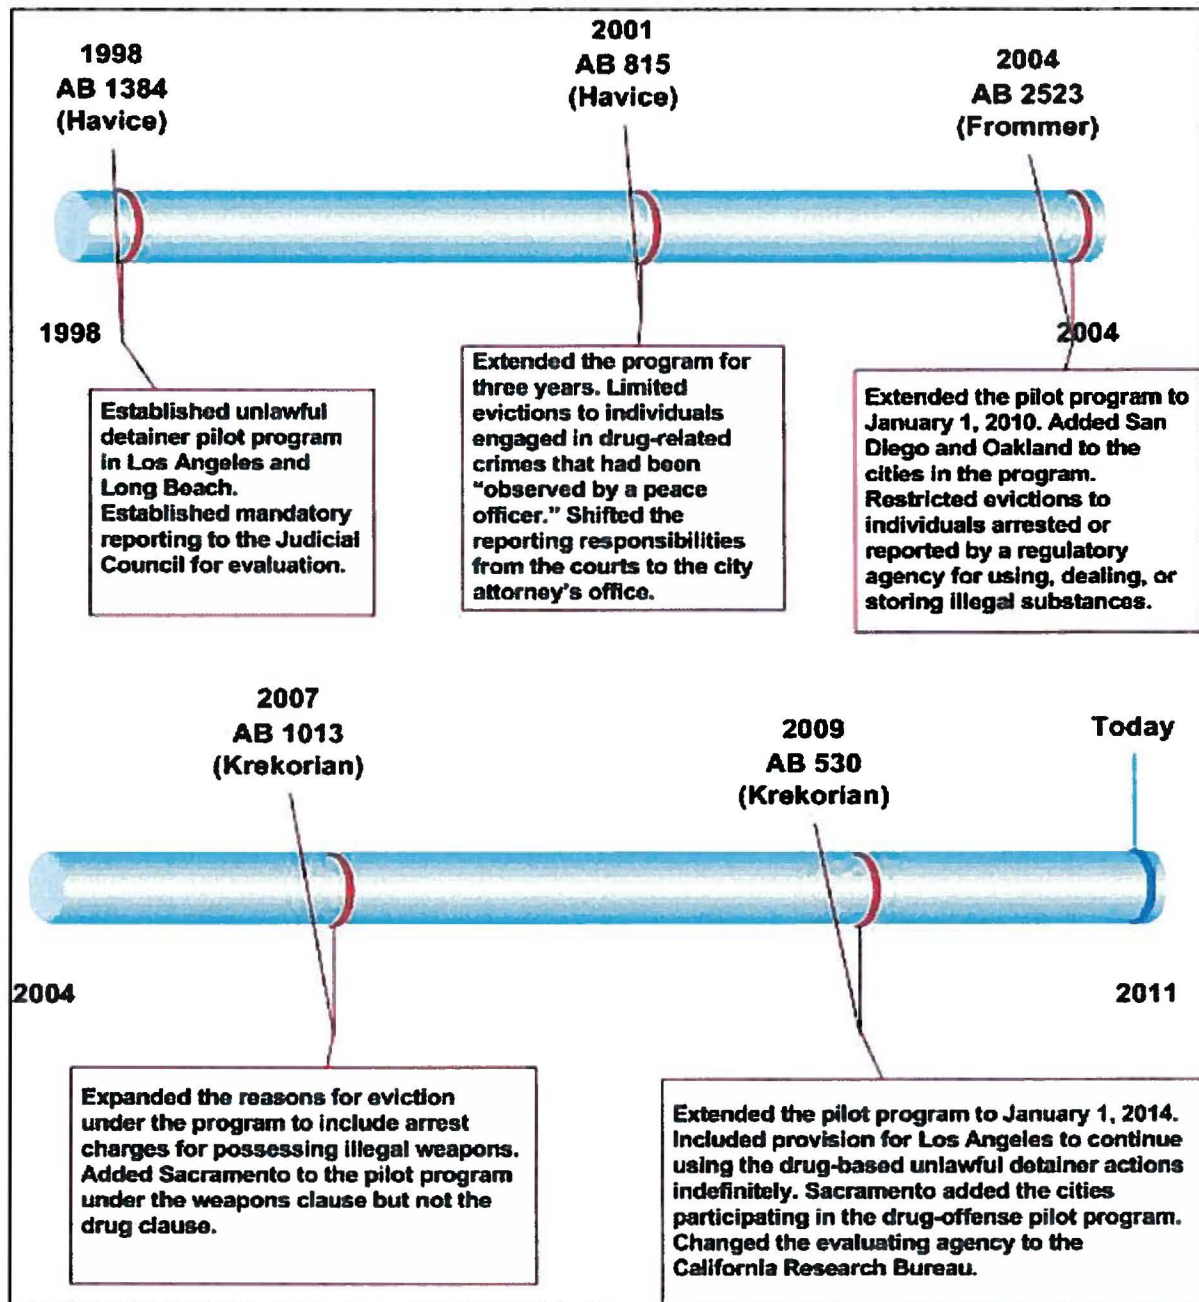 1998
AB 1384
(Havice)
2001
AB 815
(Havice)
2004
AB 2523
(Frommer)
1998
2004
Established unlawful
detainer pilot program
in Los Angeles and
Long Beach.
Established mandatory
reporting to the Judicial
Council for evaluation.
Extended the program for
three years. Limited
evictions to individuals
engaged in drug-related
crimes that had been
"observed by a peace
officer." Shifted the
reporting responsibilities
from the courts to the city
attorney's office.
Extended the pilot program to
January 1, 2010. Added San
Diego and Oakland to the
cities in the program.
Restricted evictions to
individuals arrested or
reported by a regulatory
agency for using, dealing, or
storing illegal substances.
2007
AB 1013
(Krekorian)
2009
AB 530
(Krekorian)
Today
2004
2011
Expanded the reasons for eviction
under the program to include arrest
charges for possessing illegal weapons.
Added Sacramento to the pilot program
under the weapons clause but not the
drug clause.
Extended the pilot program to January 1, 2014.
Included provision for Los Angeles to continue
using the drug-based unlawful detainer actions
indefinitely. Sacramento added the cities
participating in the drug-offense pilot program.
Changed the evaluating agency to the
California Research Bureau.